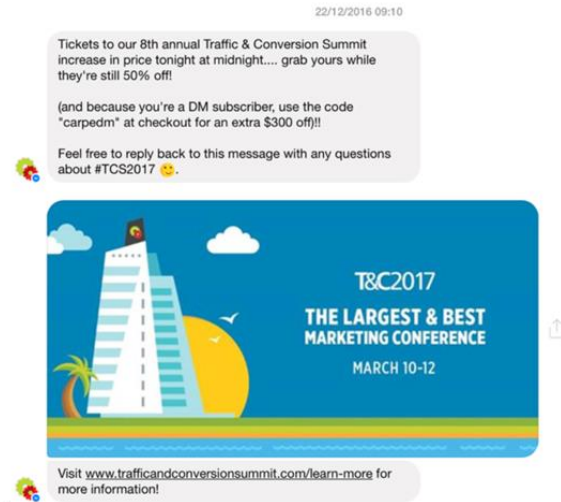 22/12/2016 09:10
Tickets to our 8th annual Traffic & Conversion Summit
increase in price tonight at midnight.... grab yours while
they're still 50% off!
(and because you're a DM subscriber, use the code
"carpedm" at checkout for an extra $300 off)!!
Feel free to reply back to this message with any questions
about #TCS2017 😊.
T&C2017
THE LARGEST & BEST
MARKETING CONFERENCE
MARCH 10-12
Visit www.trafficandconversionsummit.com/learn-more for
more information!